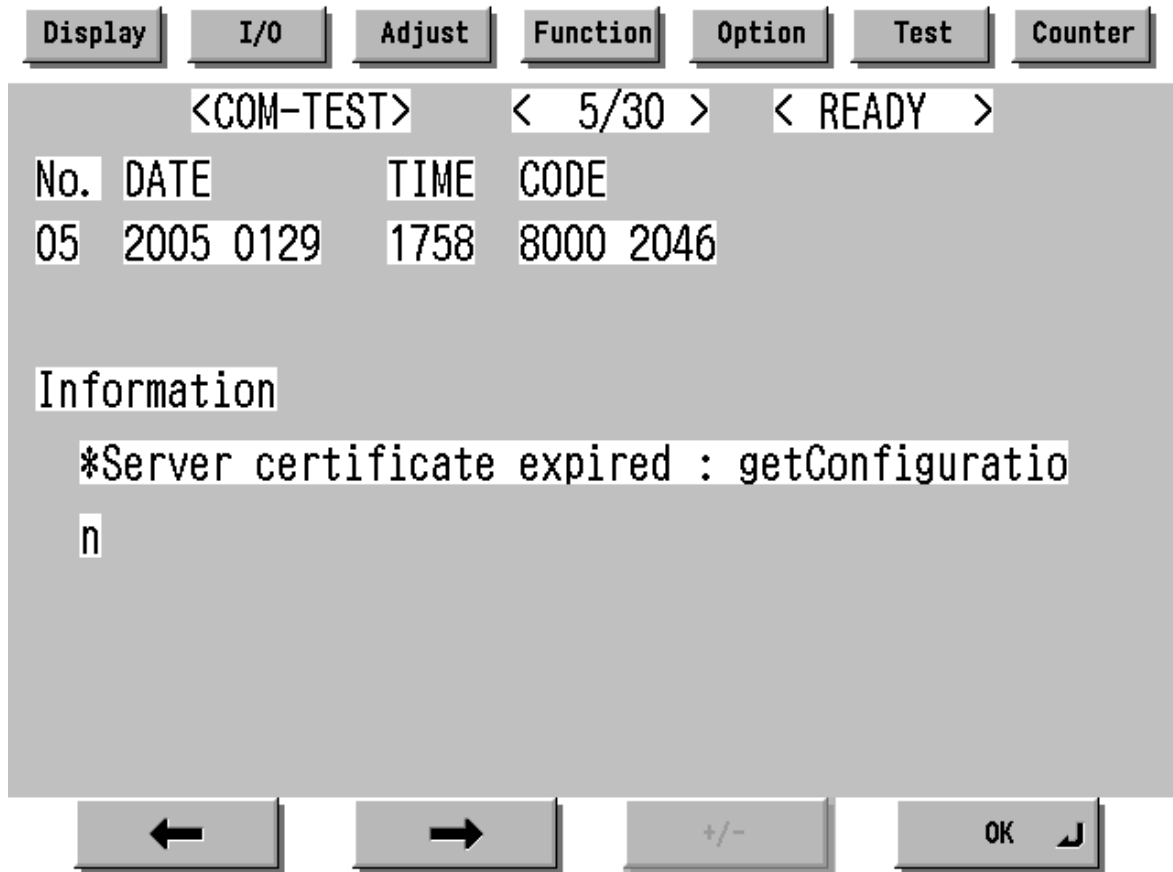 Display I/O Adjust Function Option Test Counter
<COM-TEST> < 5/30 > < READY >
No. DATE TIME CODE
05 2005 0129 1758 8000 2046
Information
*Server certificate expired : getConfiguratio
n
+/- OK